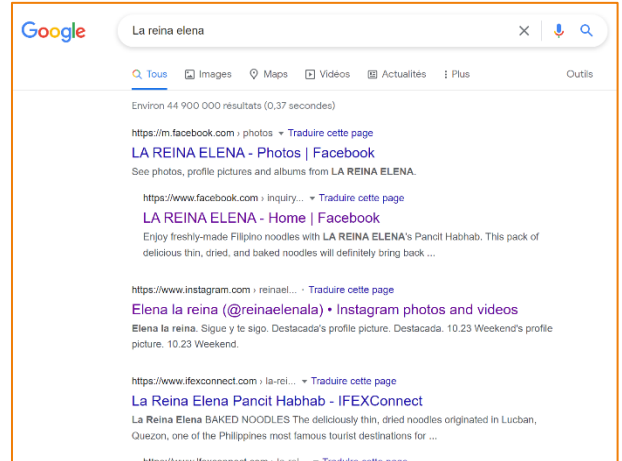 Google
La reina elena
Tous Images Maps Vidéos Actualités Plus Outils
Environ 44 900 000 résultats (0,37 secondes)
https://m.facebook.com › photos ▾ Traduire cette page
LA REINA ELENA - Photos | Facebook
See photos, profile pictures and albums from LA REINA ELENA.
https://www.facebook.com › inquiry... ▾ Traduire cette page
LA REINA ELENA - Home | Facebook
Enjoy freshly-made Filipino noodles with LA REINA ELENA's Pancit Habhab. This pack of
delicious thin, dried, and baked noodles will definitely bring back ...
https://www.instagram.com › reinael... · Traduire cette page
Elena la reina (@reinaelenala) • Instagram photos and videos
Elena la reina. Sigue y te sigo. Destacada's profile picture. Destacada. 10.23 Weekend's profile
picture. 10.23 Weekend.
https://www.ifexconnect.com › la-rei... ▾ Traduire cette page
La Reina Elena Pancit Habhab - IFEXConnect
La Reina Elena BAKED NOODLES The deliciously thin, dried noodles originated in Lucban,
Quezon, one of the Philippines most famous tourist destinations for ...